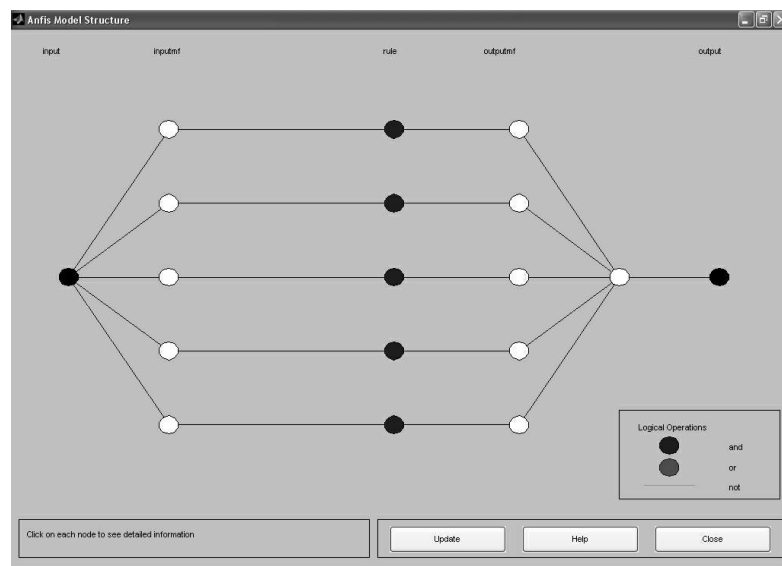 Anfis Model Structure
input inputmf rule outputmf output
Logical Operations
and
or
not
Click on each node to see detailed information
Update Help Close